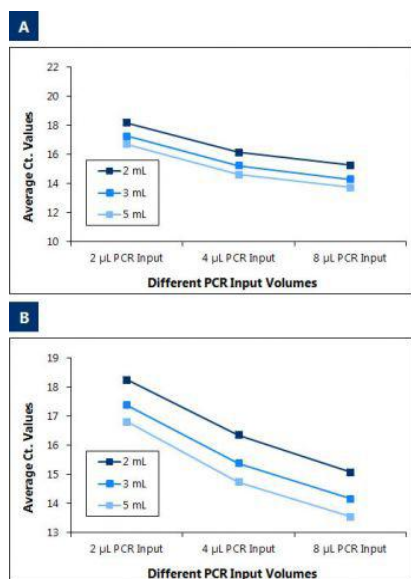 A
22
20
18
16
14
12
10
Average Ct. Values
2 mL
3 mL
5 mL
2 µL PCR Input 4 µL PCR Input 8 µL PCR Input
Different PCR Input Volumes
B
19
18
17
16
15
14
13
Average Ct. Values
2 mL
3 mL
5 mL
2 µL PCR Input 4 µL PCR Input 8 µL PCR Input
Different PCR Input Volumes